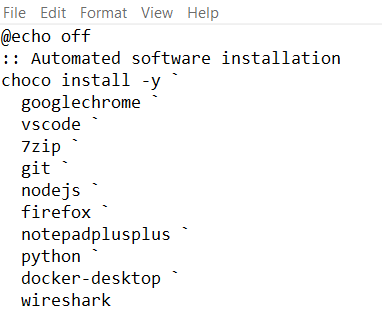 File Edit Format View Help
@echo off
:: Automated software installation
choco install -y `
  googlechrome `
  vscode `
  7zip `
  git `
  nodejs `
  firefox `
  notepadplusplus `
  python `
  docker-desktop `
  wireshark